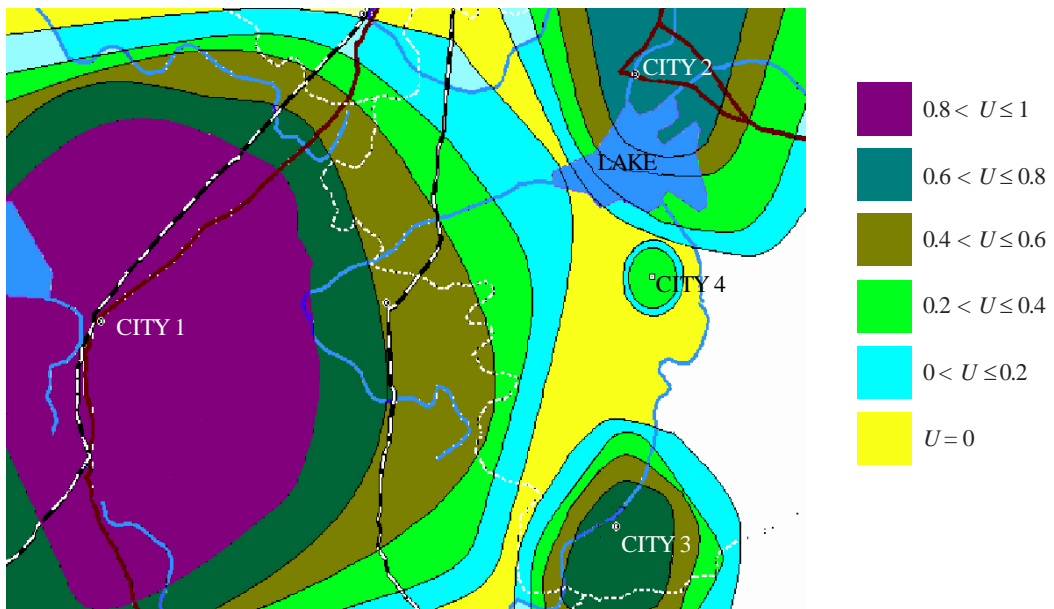 CITY 2
LAKE
CITY 4
CITY 1
CITY 3
0.8 < U ≤ 1
0.6 < U ≤ 0.8
0.4 < U ≤ 0.6
0.2 < U ≤ 0.4
0 < U ≤ 0.2
U = 0